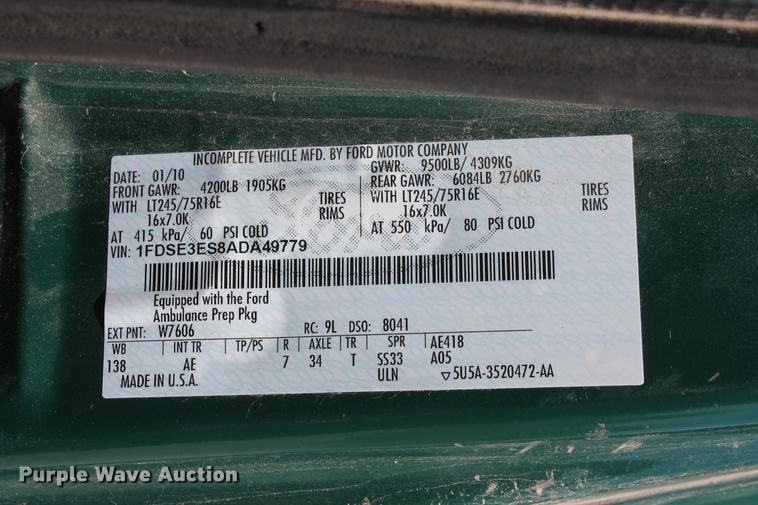 INCOMPLETE VEHICLE MFD. BY FORD MOTOR COMPANY
DATE: 01/10 GVWR: 9500LB/ 4309KG
FRONT GAWR: 4200LB 1905KG REAR GAWR: 6084LB 2760KG
WITH LT245/75R16E TIRES WITH LT245/75R16E TIRES
16x7.0K RIMS 16x7.0K RIMS
AT 415 kPa/ 60 PSI COLD AT 550 kPa/ 80 PSI COLD
VIN: 1FDSE3ES8ADA49779
Equipped with the Ford
Ambulance Prep Pkg
EXT PNT: W7606 RC: 9L DSO: 8041
WB INT TR TP/PS R AXLE TR SPR AE418
138 AE 7 34 T SS33 A05
MADE IN U.S.A. ULN ▽5U5A-3520472-AA
Purple Wave Auction